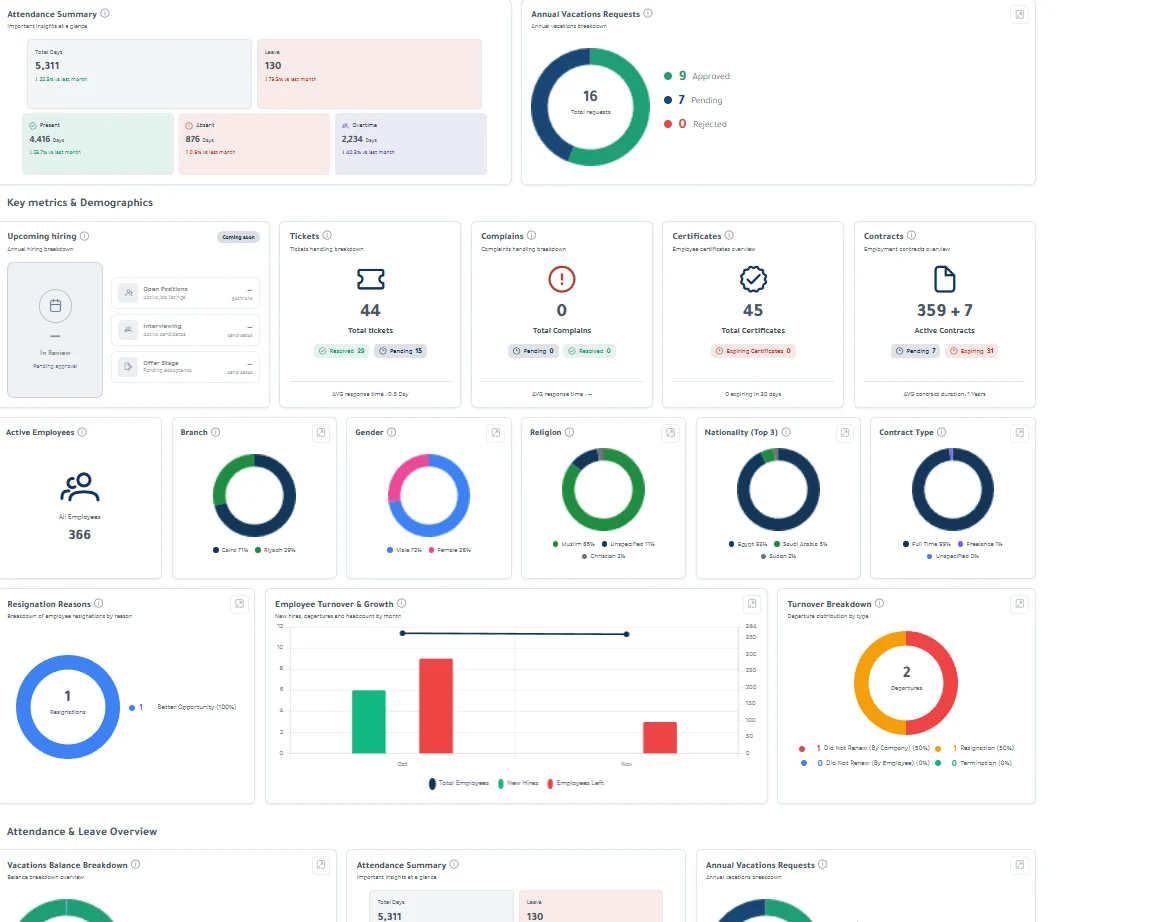 Attendance Summary
Important insights at a glance
Total Days
5,311
Leave
130
Present
4,416 Days
Absent
876 Days
Overtime
2,234 Days
Annual Vacations Requests
Annual vacations breakdown
16
Total requests
9 Approved
7 Pending
0 Rejected
Key metrics & Demographics
Upcoming hiring
Coming soon
Annual hiring breakdown
In Review
Pending approval
Open Positions
Active job listings
positions
Interviewing
Active candidates
candidates
Offer Stage
Pending acceptance
candidates
Tickets
Tickets handling breakdown
44
Total tickets
Resolved 29
Pending 15
AVG response time : 0.5 Day
Complains
Complaints handling breakdown
0
Total Complains
Pending 0
Resolved 0
AVG response time : --
Certificates
Employee certificates overview
45
Total Certificates
Expiring Certificates 0
0 expiring in 30 days
Contracts
Employment contracts overview
359 + 7
Active Contracts
Pending 7
Expiring 31
AVG contract duration: 1 Years
Active Employees
All Employees
366
Branch
Cairo 71%
Riyadh 29%
Gender
Male 72%
Female 28%
Religion
Muslim
Unspecified 11%
Christian
Nationality (Top 3)
Egypt 93%
Saudi Arabia 5%
Sudan
Contract Type
Full Time 99%
Freelance 1%
Unspecified 0%
Resignation Reasons
Breakdown of employee resignations by reason
1
Resignations
1 Better Opportunity (100%)
Employee Turnover & Growth
New hires, departures and headcount by month
12
10
8
6
4
2
0
384
350
300
250
200
150
100
50
0
Oct
Nov
Total Employees
New Hires
Employees Left
Turnover Breakdown
Departure distribution by type
2
Departures
1 Did Not Renew (By Company) (50%)
1 Resignation (50%)
0 Did Not Renew (By Employee) (0%)
0 Termination (0%)
Attendance & Leave Overview
Vacations Balance Breakdown
Balance breakdown overview
Attendance Summary
Important insights at a glance
Total Days
5,311
Leave
130
Annual Vacations Requests
Annual vacations breakdown